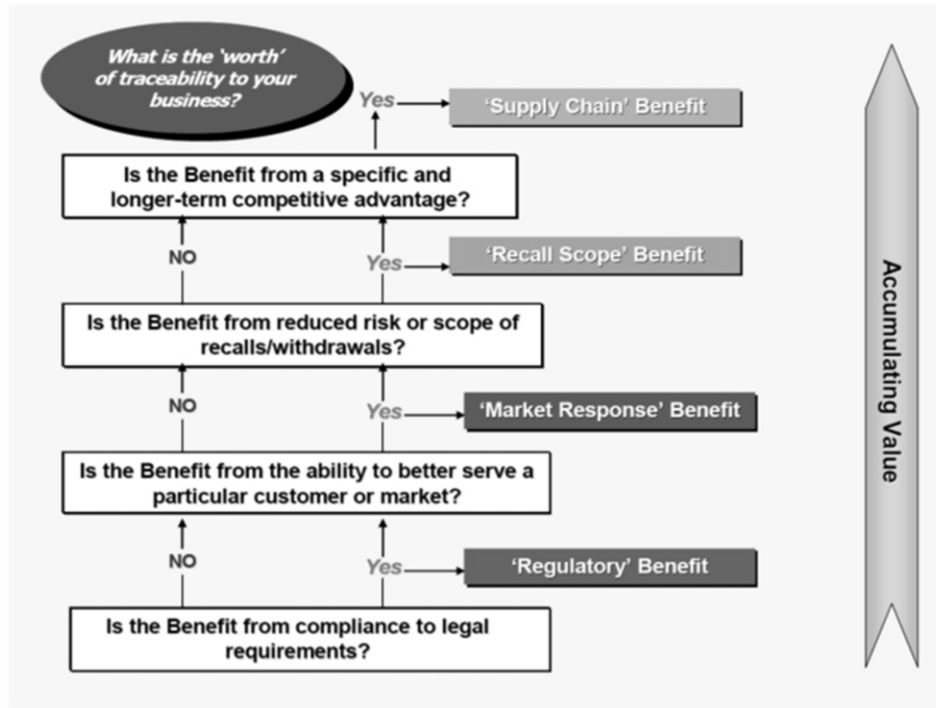 What is the ‘worth’
of traceability to your
business?
Yes
‘Supply Chain’ Benefit
Is the Benefit from a specific and
longer-term competitive advantage?
NO
Yes
‘Recall Scope’ Benefit
Is the Benefit from reduced risk or scope of
recalls/withdrawals?
NO
Yes
‘Market Response’ Benefit
Is the Benefit from the ability to better serve a
particular customer or market?
NO
Yes
‘Regulatory’ Benefit
Is the Benefit from compliance to legal
requirements?
Accumulating Value